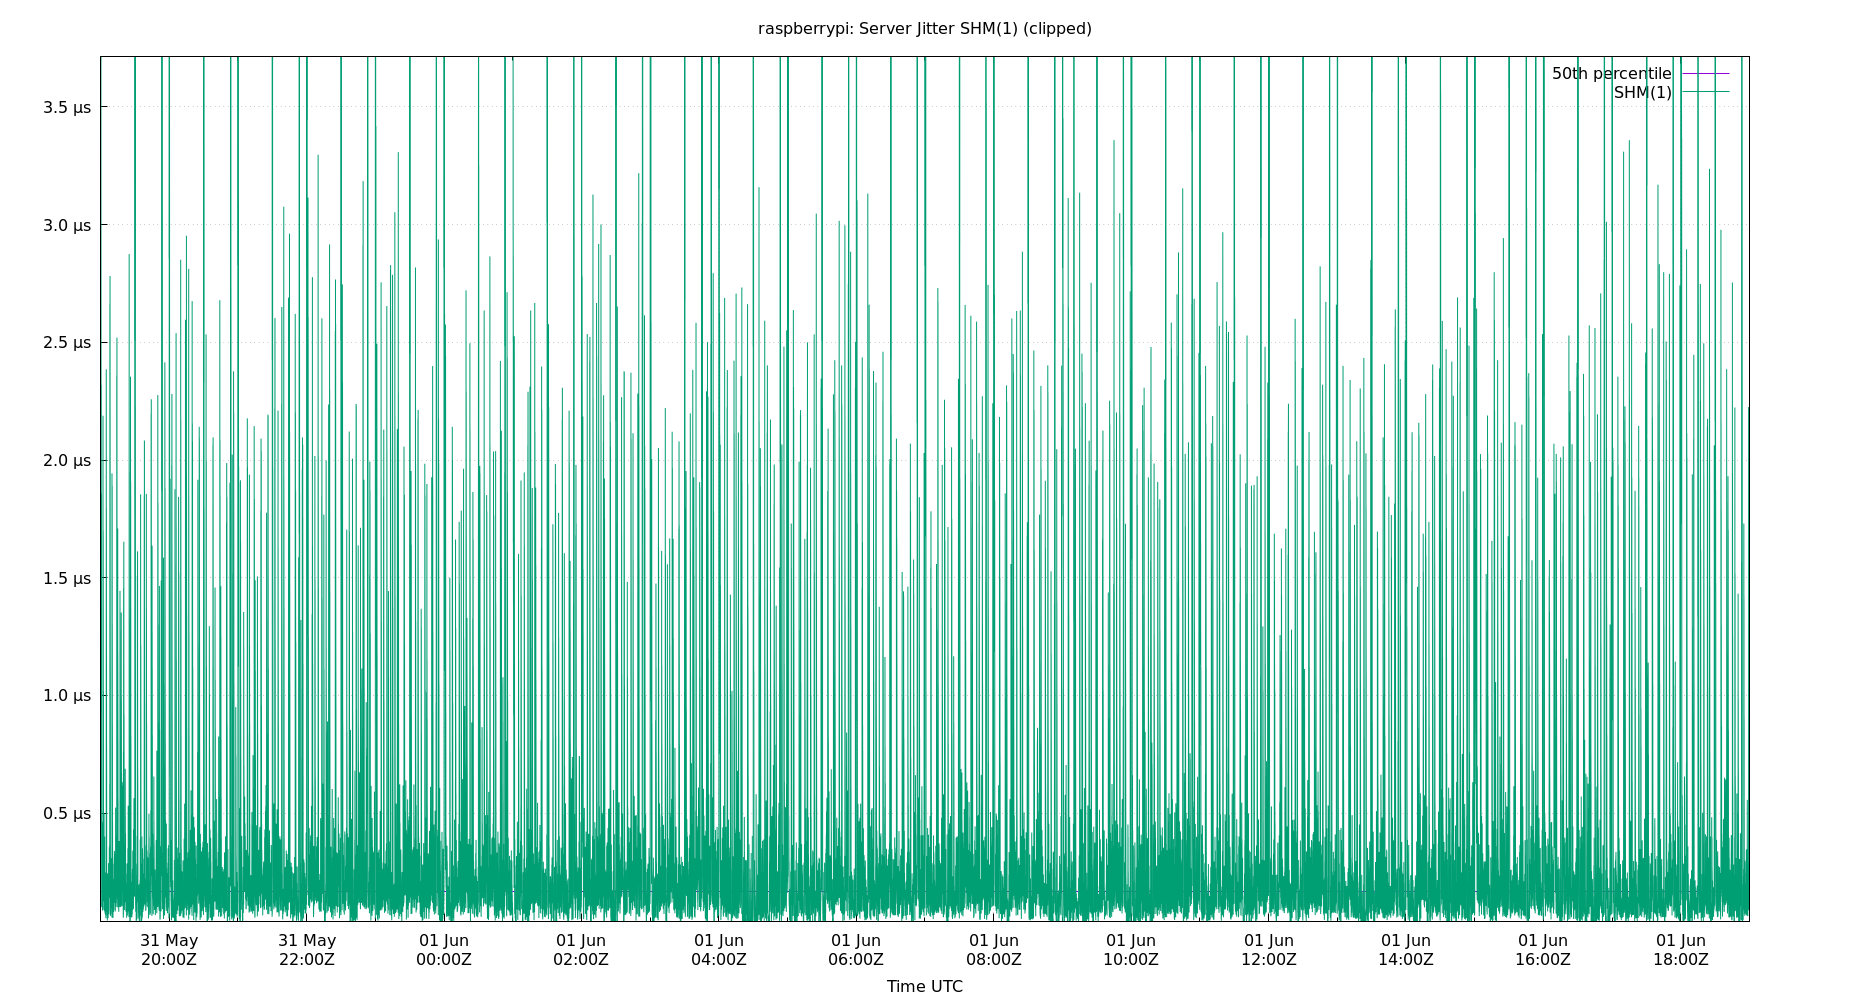 raspberrypi: Server Jitter SHM(1) (clipped)
50th percentile
SHM(1)
3.5 µs
3.0 µs
2.5 µs
2.0 µs
1.5 µs
1.0 µs
0.5 µs
31 May 31 May 01 Jun 01 Jun 01 Jun 01 Jun 01 Jun 01 Jun 01 Jun 01 Jun 01 Jun 01 Jun
20:00Z 22:00Z 00:00Z 02:00Z 04:00Z 06:00Z 08:00Z 10:00Z 12:00Z 14:00Z 16:00Z 18:00Z
Time UTC